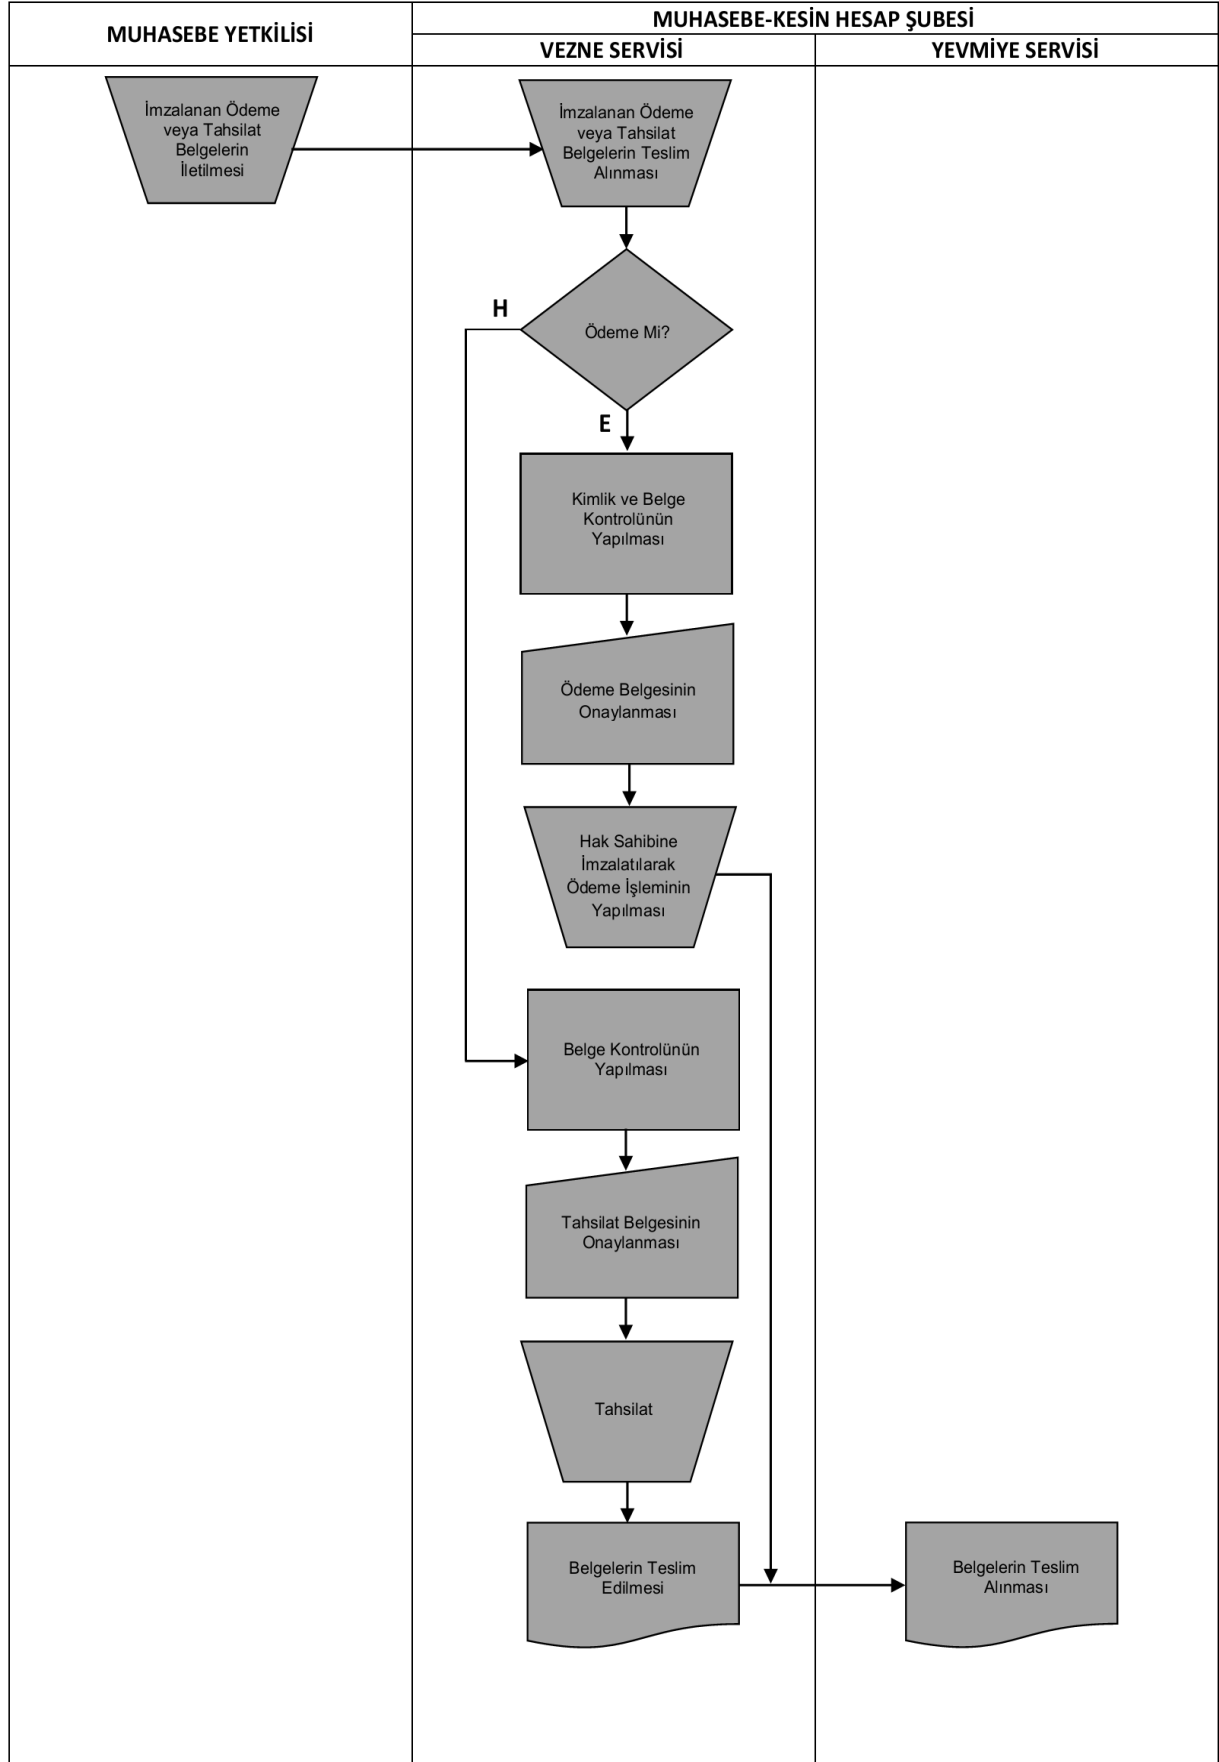 MUHASEBE YETKİLİSİ
MUHASEBE-KESİN HESAP ŞUBESİ
VEZNE SERVİSİ
YEVMİYE SERVİSİ
İmzalanan Ödeme
veya Tahsilat
Belgelerin
İletilmesi
İmzalanan Ödeme
veya Tahsilat
Belgelerin Teslim
Alınması
Ödeme Mi?
H
E
Kimlik ve Belge
Kontrolünün
Yapılması
Ödeme Belgesinin
Onaylanması
Hak Sahibine
İmzalatılarak
Ödeme İşleminin
Yapılması
Belge Kontrolünün
Yapılması
Tahsilat Belgesinin
Onaylanması
Tahsilat
Belgelerin Teslim
Edilmesi
Belgelerin Teslim
Alınması